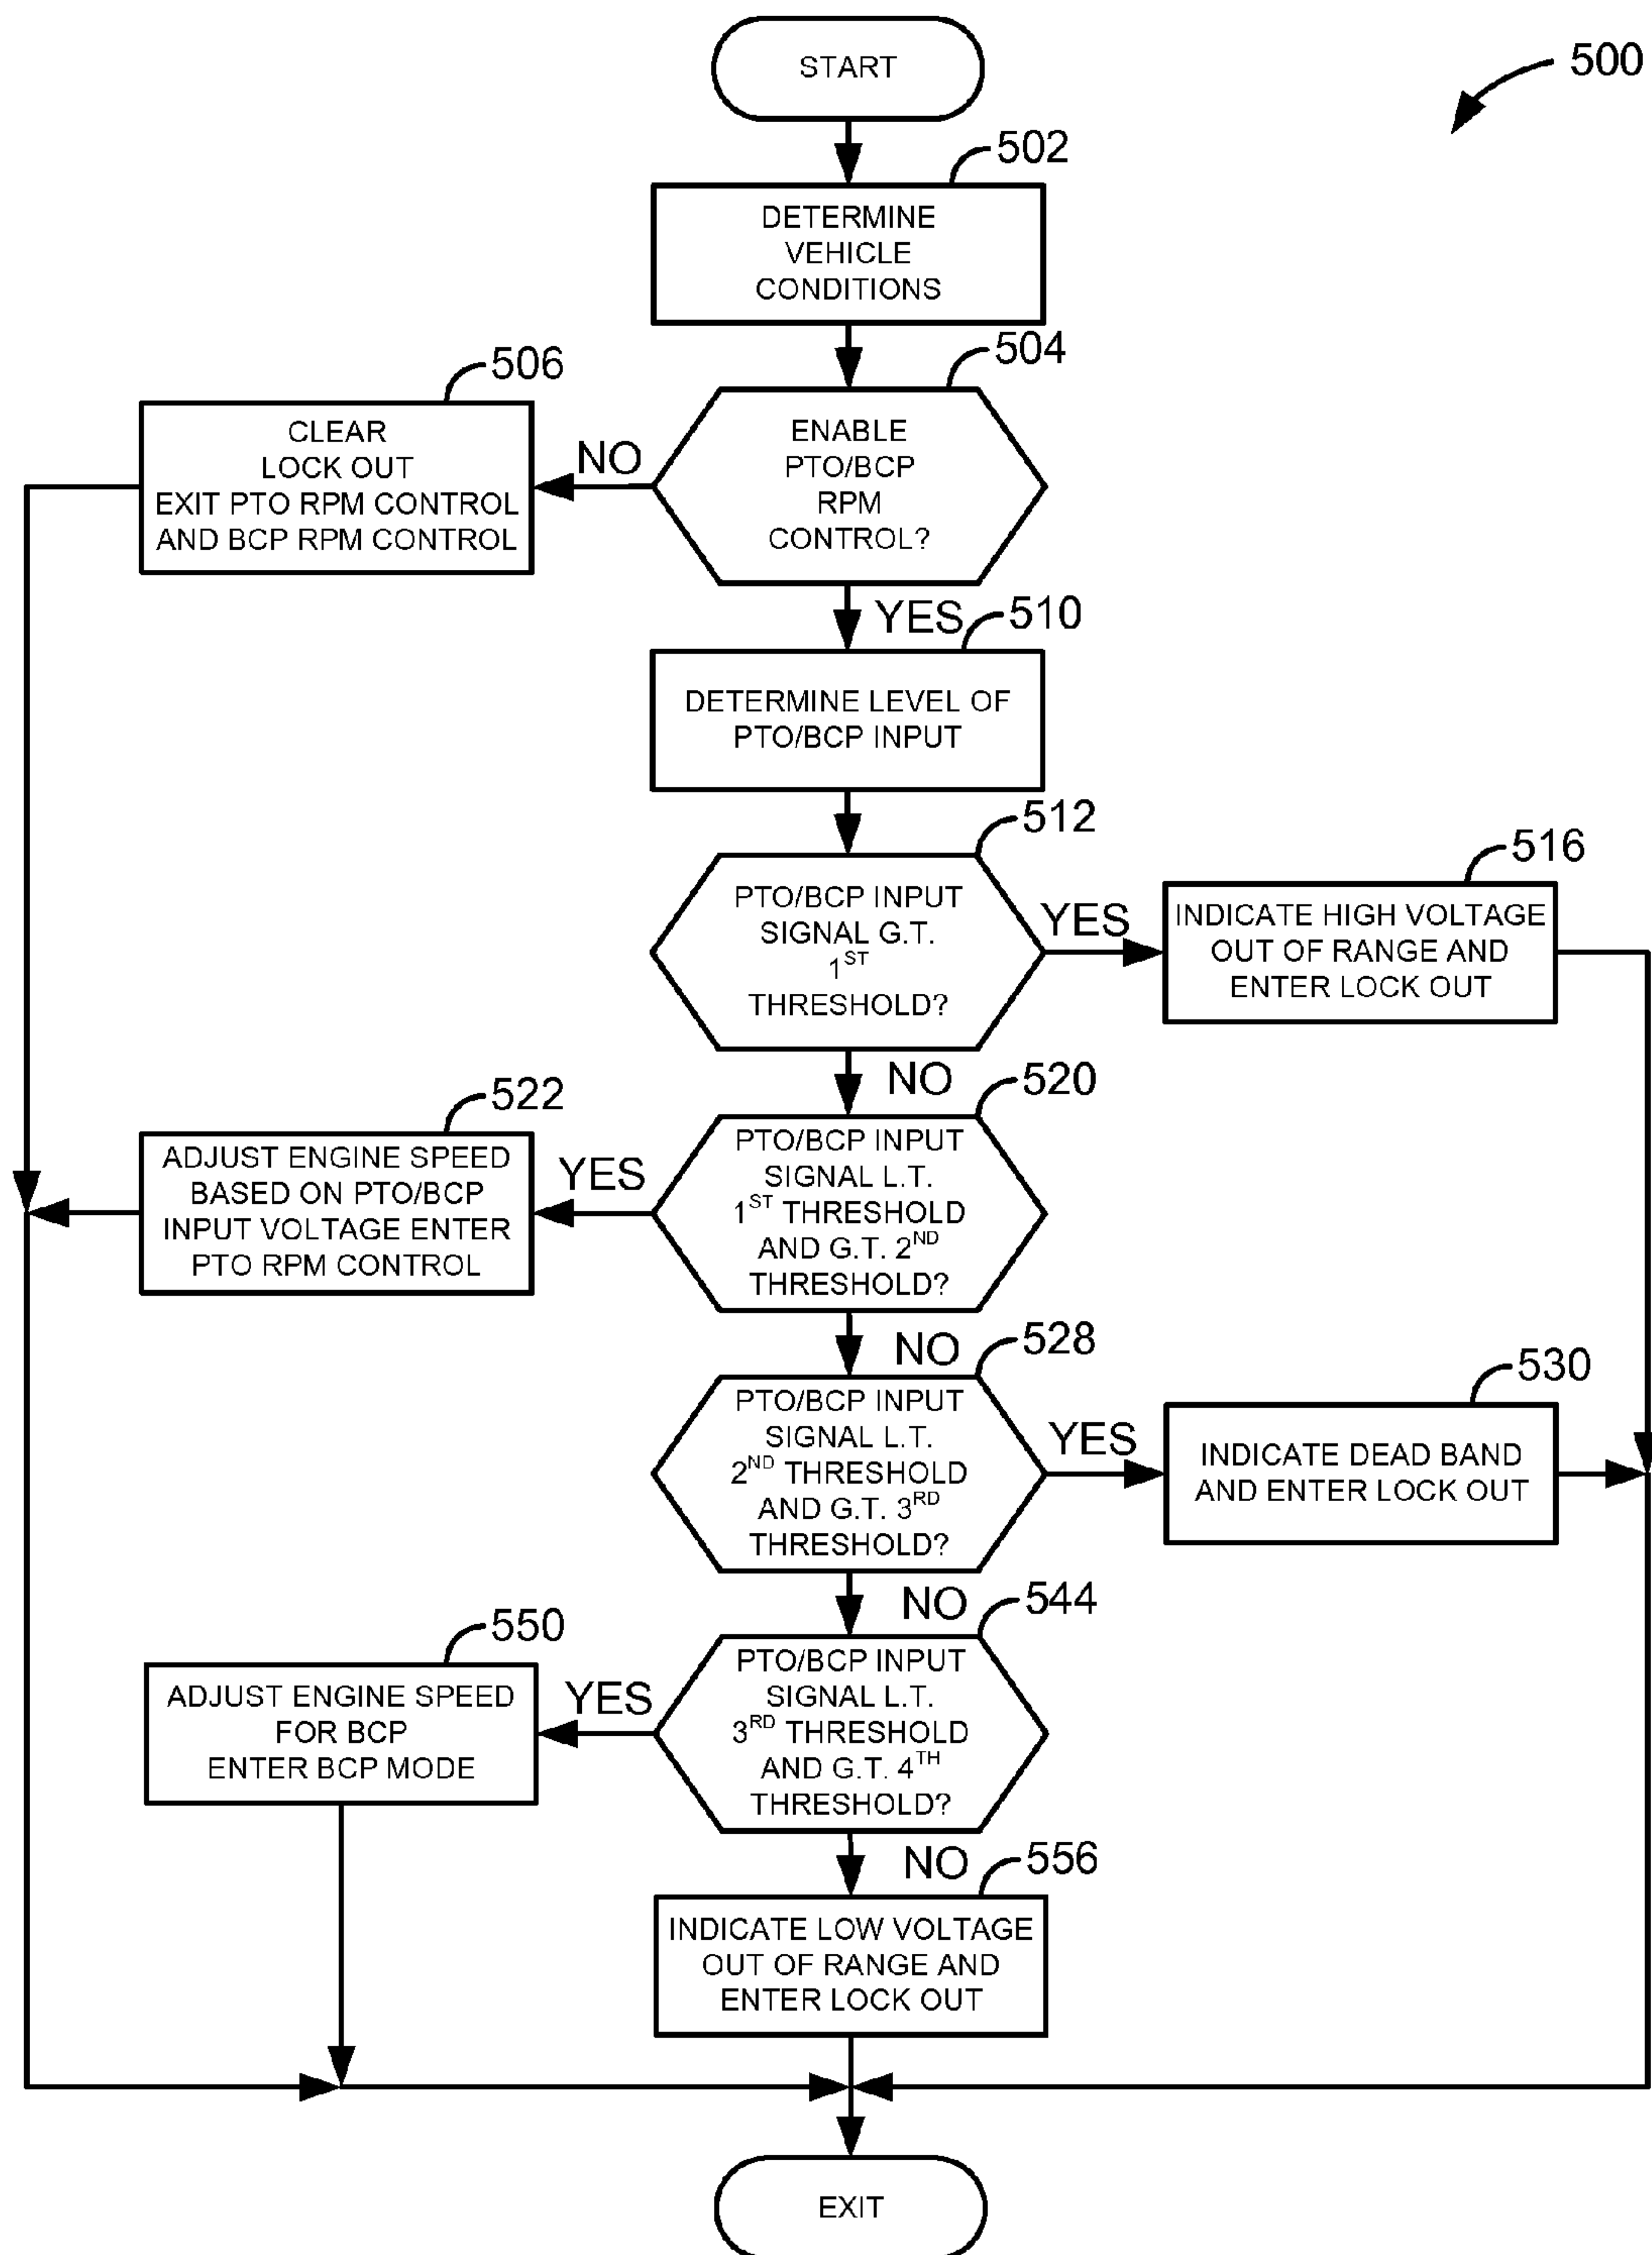 START
500
502
DETERMINE
VEHICLE
CONDITIONS
504
ENABLE
PTO/BCP
RPM
CONTROL?
NO
506
CLEAR
LOCK OUT
EXIT PTO RPM CONTROL
AND BCP RPM CONTROL
YES
510
DETERMINE LEVEL OF
PTO/BCP INPUT
512
PTO/BCP INPUT
SIGNAL G.T.
1ST
THRESHOLD?
YES
516
INDICATE HIGH VOLTAGE
OUT OF RANGE AND
ENTER LOCK OUT
NO
520
PTO/BCP INPUT
SIGNAL L.T.
1ST THRESHOLD
AND G.T. 2ND
THRESHOLD?
YES
522
ADJUST ENGINE SPEED
BASED ON PTO/BCP
INPUT VOLTAGE ENTER
PTO RPM CONTROL
NO
528
PTO/BCP INPUT
SIGNAL L.T.
2ND THRESHOLD
AND G.T. 3RD
THRESHOLD?
YES
530
INDICATE DEAD BAND
AND ENTER LOCK OUT
NO
544
PTO/BCP INPUT
SIGNAL L.T.
3RD THRESHOLD
AND G.T. 4TH
THRESHOLD?
YES
550
ADJUST ENGINE SPEED
FOR BCP
ENTER BCP MODE
NO
556
INDICATE LOW VOLTAGE
OUT OF RANGE AND
ENTER LOCK OUT
EXIT